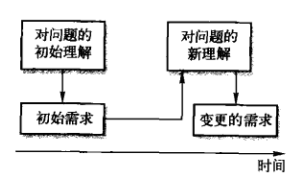 对问题的
初始理解
对问题的
新理解
初始需求
变更的需求
时间